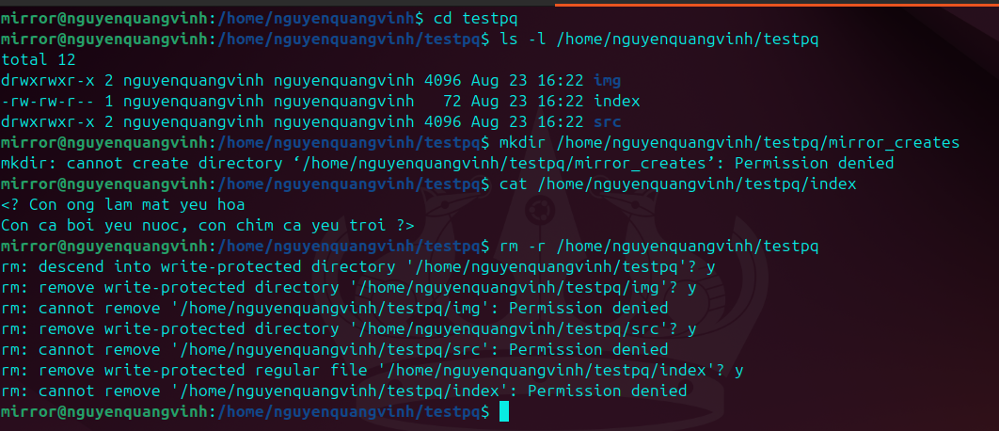 mirror@nguyenquangvinh:/home/nguyenquangvinh$ cd testpq
mirror@nguyenquangvinh:/home/nguyenquangvinh/testpq$ ls -l /home/nguyenquangvinh/testpq
total 12
drwxrwxr-x 2 nguyenquangvinh nguyenquangvinh 4096 Aug 23 16:22 img
-rw-rw-r-- 1 nguyenquangvinh nguyenquangvinh   72 Aug 23 16:22 index
drwxrwxr-x 2 nguyenquangvinh nguyenquangvinh 4096 Aug 23 16:22 src
mirror@nguyenquangvinh:/home/nguyenquangvinh/testpq$ mkdir /home/nguyenquangvinh/testpq/mirror_creates
mkdir: cannot create directory ‘/home/nguyenquangvinh/testpq/mirror_creates’: Permission denied
mirror@nguyenquangvinh:/home/nguyenquangvinh/testpq$ cat /home/nguyenquangvinh/testpq/index
<? Con ong lam mat yeu hoa
Con ca boi yeu nuoc, con chim ca yeu troi ?>
mirror@nguyenquangvinh:/home/nguyenquangvinh/testpq$ rm -r /home/nguyenquangvinh/testpq
rm: descend into write-protected directory '/home/nguyenquangvinh/testpq'? y
rm: remove write-protected directory '/home/nguyenquangvinh/testpq/img'? y
rm: cannot remove '/home/nguyenquangvinh/testpq/img': Permission denied
rm: remove write-protected directory '/home/nguyenquangvinh/testpq/src'? y
rm: cannot remove '/home/nguyenquangvinh/testpq/src': Permission denied
rm: remove write-protected regular file '/home/nguyenquangvinh/testpq/index'? y
rm: cannot remove '/home/nguyenquangvinh/testpq/index': Permission denied
mirror@nguyenquangvinh:/home/nguyenquangvinh/testpq$